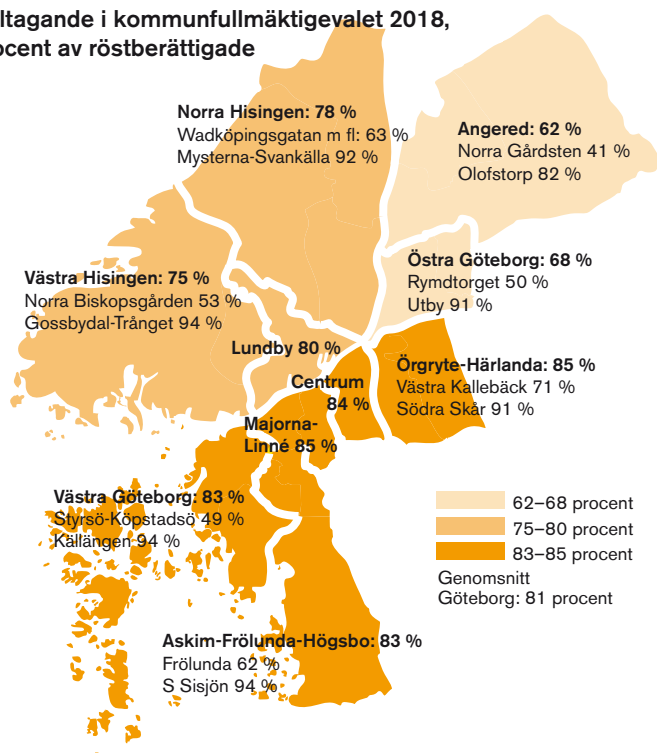 ltagande i kommunfullmäktigevalet 2018,
ocent av röstberättigade
Norra Hisingen: 78 %
Wadköpingsgatan m fl: 63 %
Mysterna-Svankälla 92 %
Angered: 62 %
Norra Gårdsten 41 %
Olofstorp 82 %
Östra Göteborg: 68 %
Rymdtorget 50 %
Utby 91 %
Västra Hisingen: 75 %
Norra Biskopsgården 53 %
Gossbydal-Trånget 94 %
Lundby 80 %
Örgryte-Härlanda: 85 %
Västra Kallebäck 71 %
Södra Skår 91 %
Centrum
84 %
Majorna-
Linné 85 %
Västra Göteborg: 83 %
Styrsö-Köpstadsö 49 %
Källängen 94 %
62–68 procent
75–80 procent
83–85 procent
Genomsnitt
Göteborg: 81 procent
Askim-Frölunda-Högsbo: 83 %
Frölunda 62 %
S Sisjön 94 %